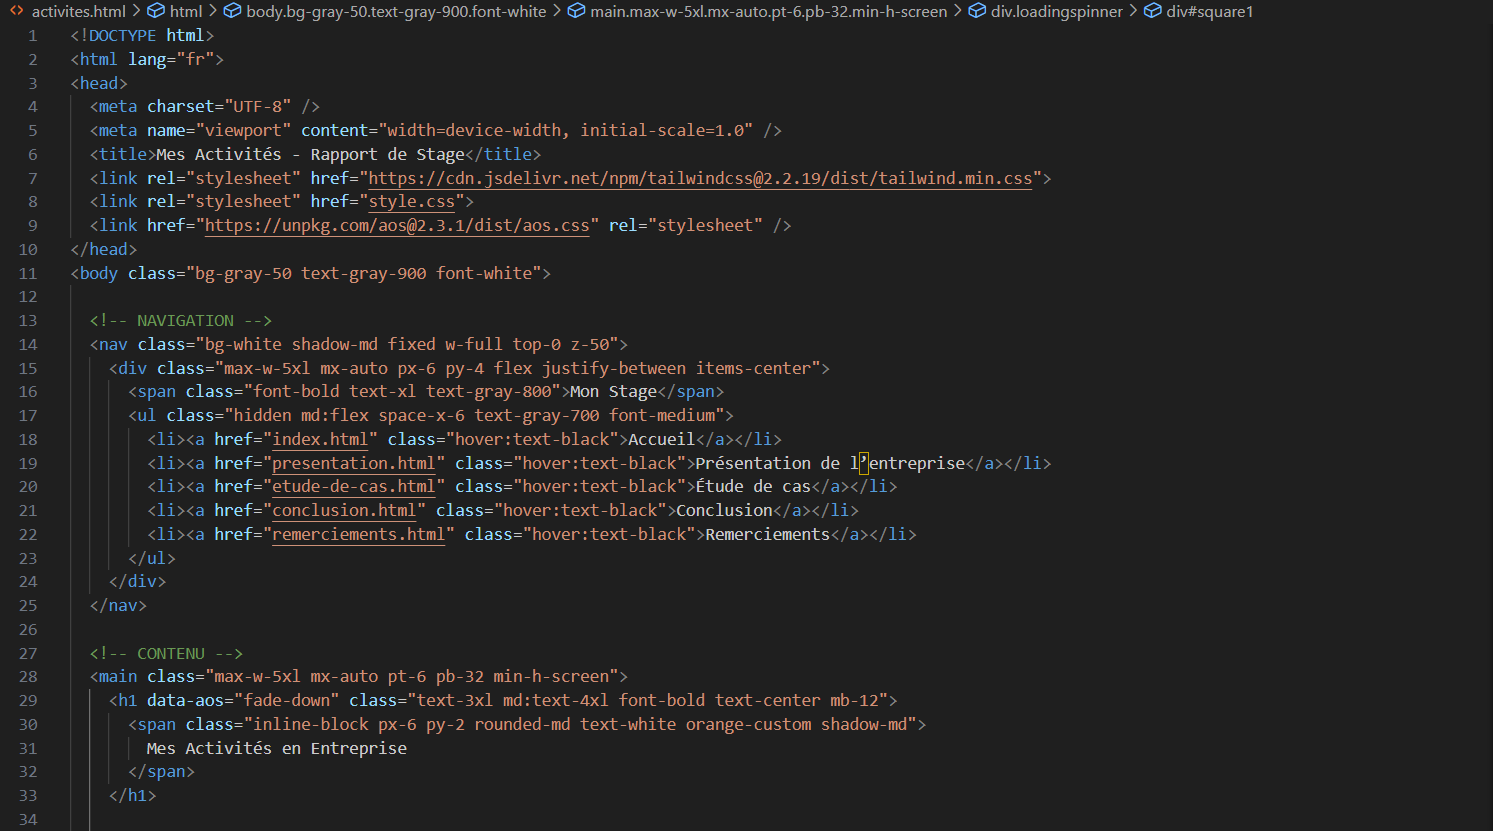 activites.html > html > body.bg-gray-50.text-gray-900.font-white > main.max-w-5xl.mx-auto.pt-6.pb-32.min-h-screen > div.loadingspinner > div#square1
1 <!DOCTYPE html>
2 <html lang="fr">
3 <head>
4 <meta charset="UTF-8" />
5 <meta name="viewport" content="width=device-width, initial-scale=1.0" />
6 <title>Mes Activités - Rapport de Stage</title>
7 <link rel="stylesheet" href="https://cdn.jsdelivr.net/npm/tailwindcss@2.2.19/dist/tailwind.min.css">
8 <link rel="stylesheet" href="style.css">
9 <link href="https://unpkg.com/aos@2.3.1/dist/aos.css" rel="stylesheet" />
10 </head>
11 <body class="bg-gray-50 text-gray-900 font-white">
12
13 <!-- NAVIGATION -->
14 <nav class="bg-white shadow-md fixed w-full top-0 z-50">
15 <div class="max-w-5xl mx-auto px-6 py-4 flex justify-between items-center">
16 <span class="font-bold text-xl text-gray-800">Mon Stage</span>
17 <ul class="hidden md:flex space-x-6 text-gray-700 font-medium">
18 <li><a href="index.html" class="hover:text-black">Accueil</a></li>
19 <li><a href="presentation.html" class="hover:text-black">Présentation de l’entreprise</a></li>
20 <li><a href="etude-de-cas.html" class="hover:text-black">Étude de cas</a></li>
21 <li><a href="conclusion.html" class="hover:text-black">Conclusion</a></li>
22 <li><a href="remerciements.html" class="hover:text-black">Remerciements</a></li>
23 </ul>
24 </div>
25 </nav>
26
27 <!-- CONTENU -->
28 <main class="max-w-5xl mx-auto pt-6 pb-32 min-h-screen">
29 <h1 data-aos="fade-down" class="text-3xl md:text-4xl font-bold text-center mb-12">
30 <span class="inline-block px-6 py-2 rounded-md text-white orange-custom shadow-md">
31 Mes Activités en Entreprise
32 </span>
33 </h1>
34